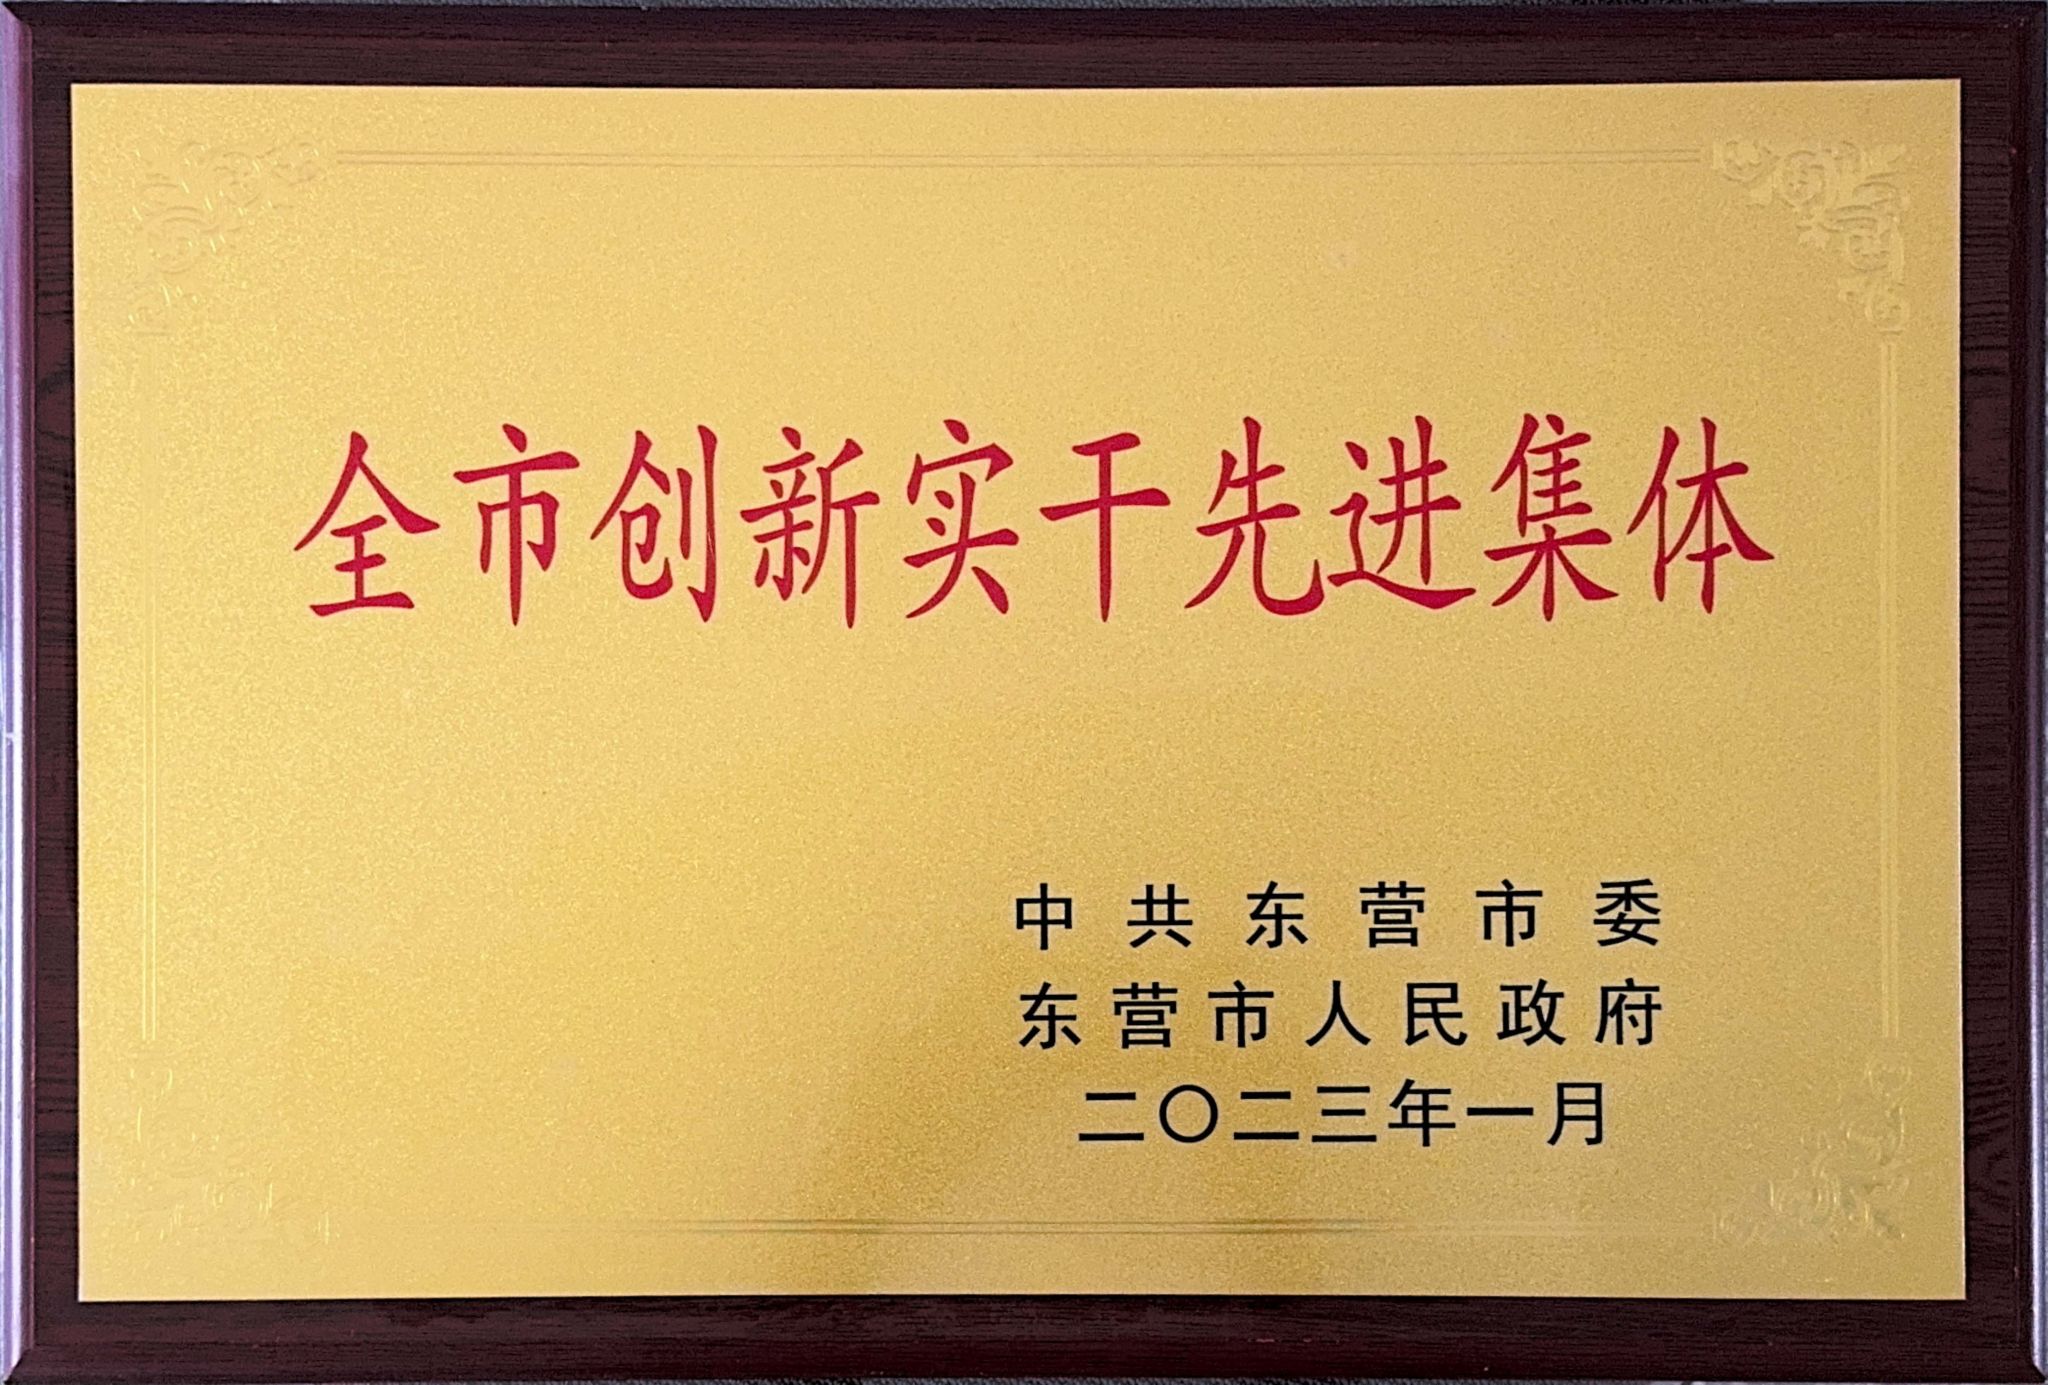 全市创新实干先进集体
中共东营市委
东营市人民政府
二〇二三年一月